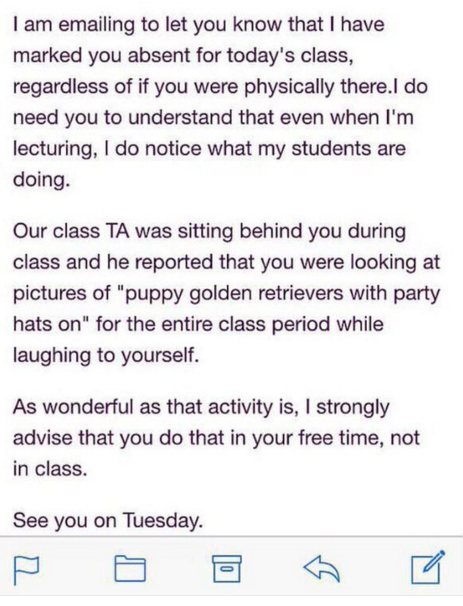 I am emailing to let you know that I have
marked you absent for today's class,
regardless of if you were physically there.I do
need you to understand that even when I'm
lecturing, I do notice what my students are
doing.
Our class TA was sitting behind you during
class and he reported that you were looking at
pictures of "puppy golden retrievers with party
hats on" for the entire class period while
laughing to yourself.
As wonderful as that activity is, I strongly
advise that you do that in your free time, not
in class.
See you on Tuesday.